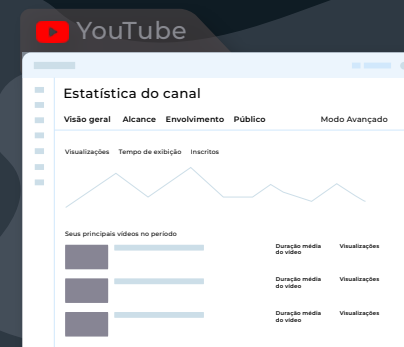 YouTube
Estatística do canal
Visão geral Alcance Envolvimento Público Modo Avançado
Visualizações Tempo de exibição Inscritos
Seus principais vídeos no período
Duração média do vídeo Visualizações
Duração média do vídeo Visualizações
Duração média do vídeo Visualizações